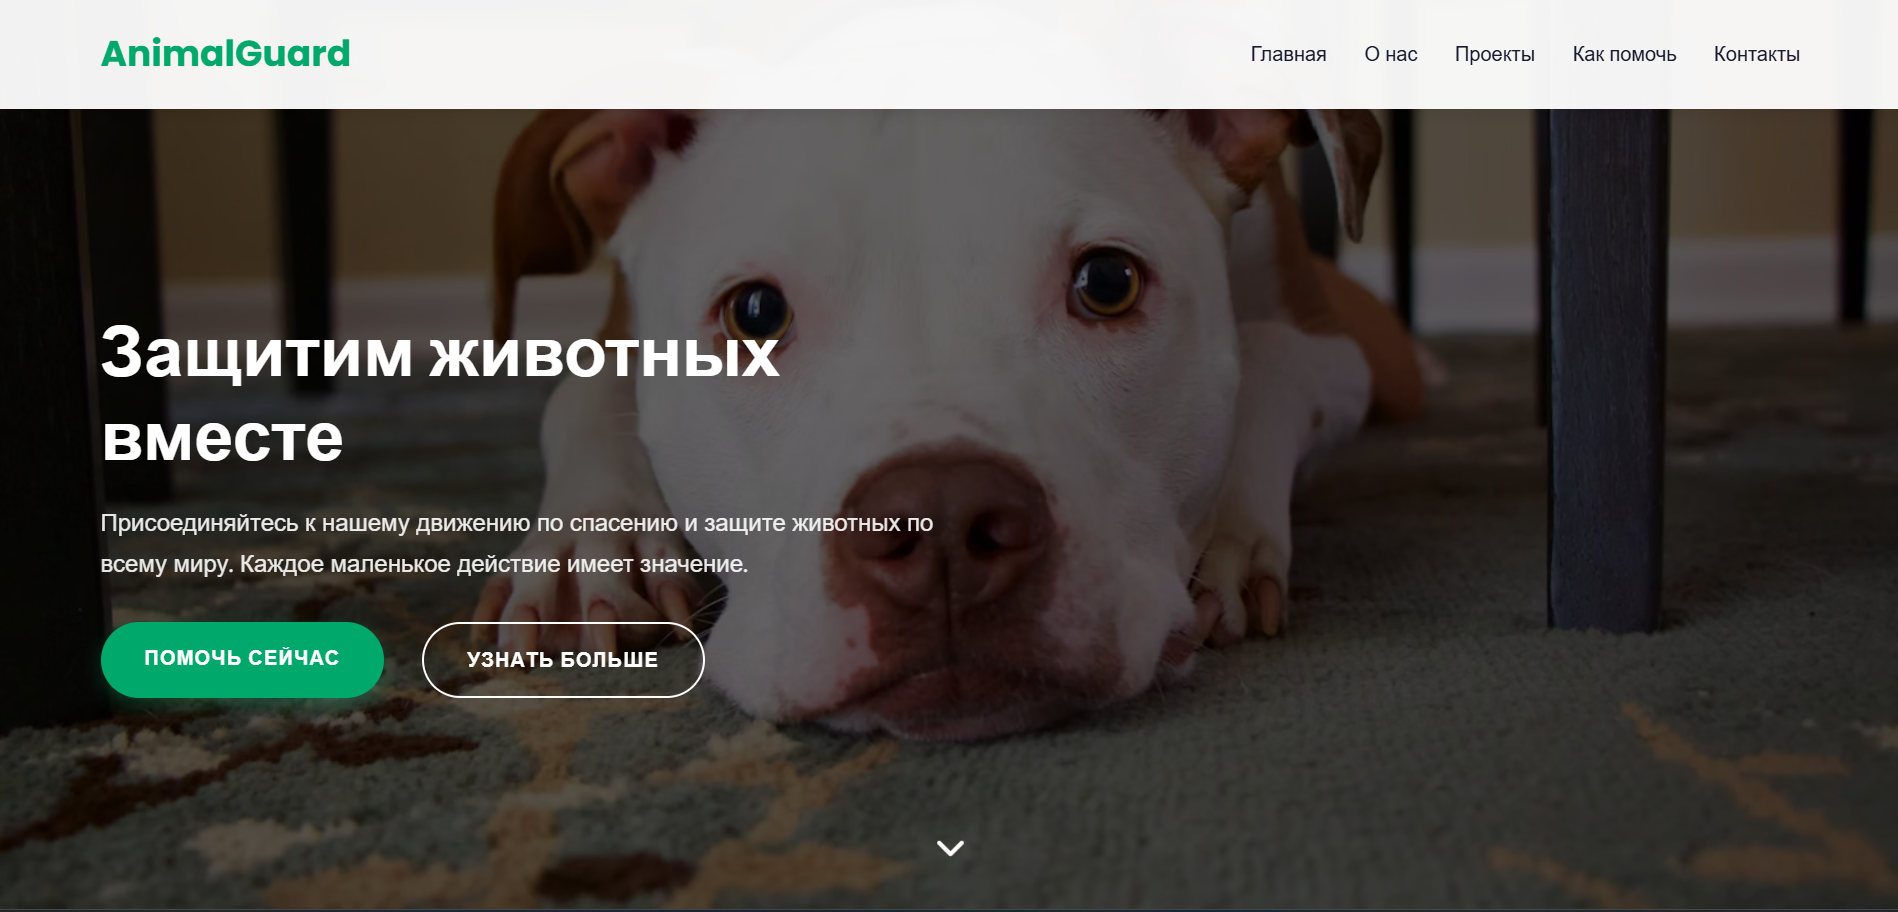 AnimalGuard
Главная О нас Проекты Как помочь Контакты
Защитим животных
вместе
Присоединяйтесь к нашему движению по спасению и защите животных по
всему миру. Каждое маленькое действие имеет значение.
ПОМОЧЬ СЕЙЧАС УЗНАТЬ БОЛЬШЕ